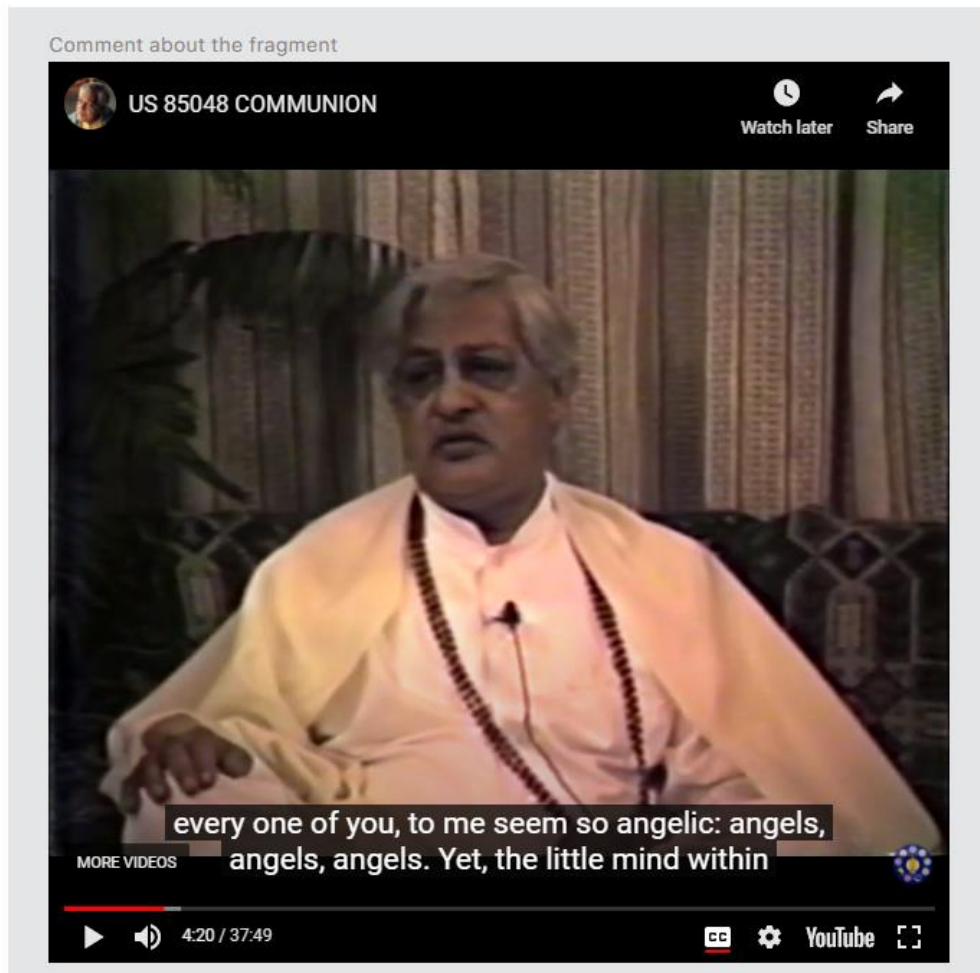 Comment about the fragment
US 85048 COMMUNION
Watch later
Share
every one of you, to me seem so angelic: angels,
angels, angels. Yet, the little mind within
MORE VIDEOS
4:20 / 37:49
CC
YouTube